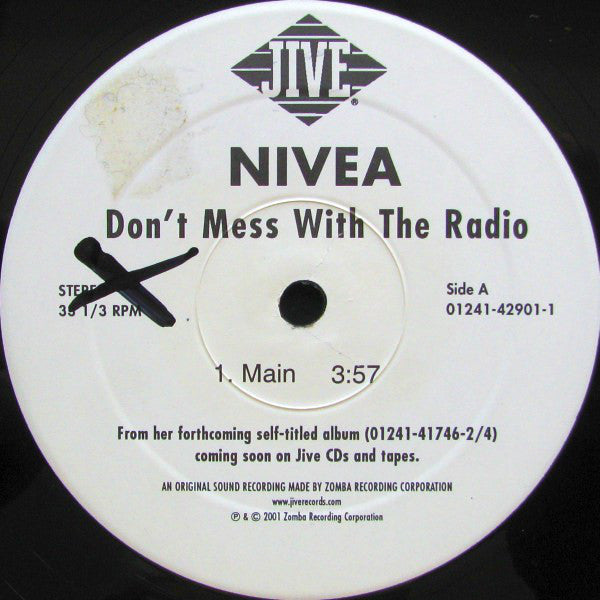 JIVE
®
NIVEA
Don't Mess With The Radio
STEREO
33 1/3 RPM
Side A
01241-42901-1
1. Main 3:57
From her forthcoming self-titled album (01241-41746-2/4)
coming soon on Jive CDs and tapes.
AN ORIGINAL SOUND RECORDING MADE BY ZOMBA RECORDING CORPORATION
www.jiverecords.com
℗ & © 2001 Zomba Recording Corporation